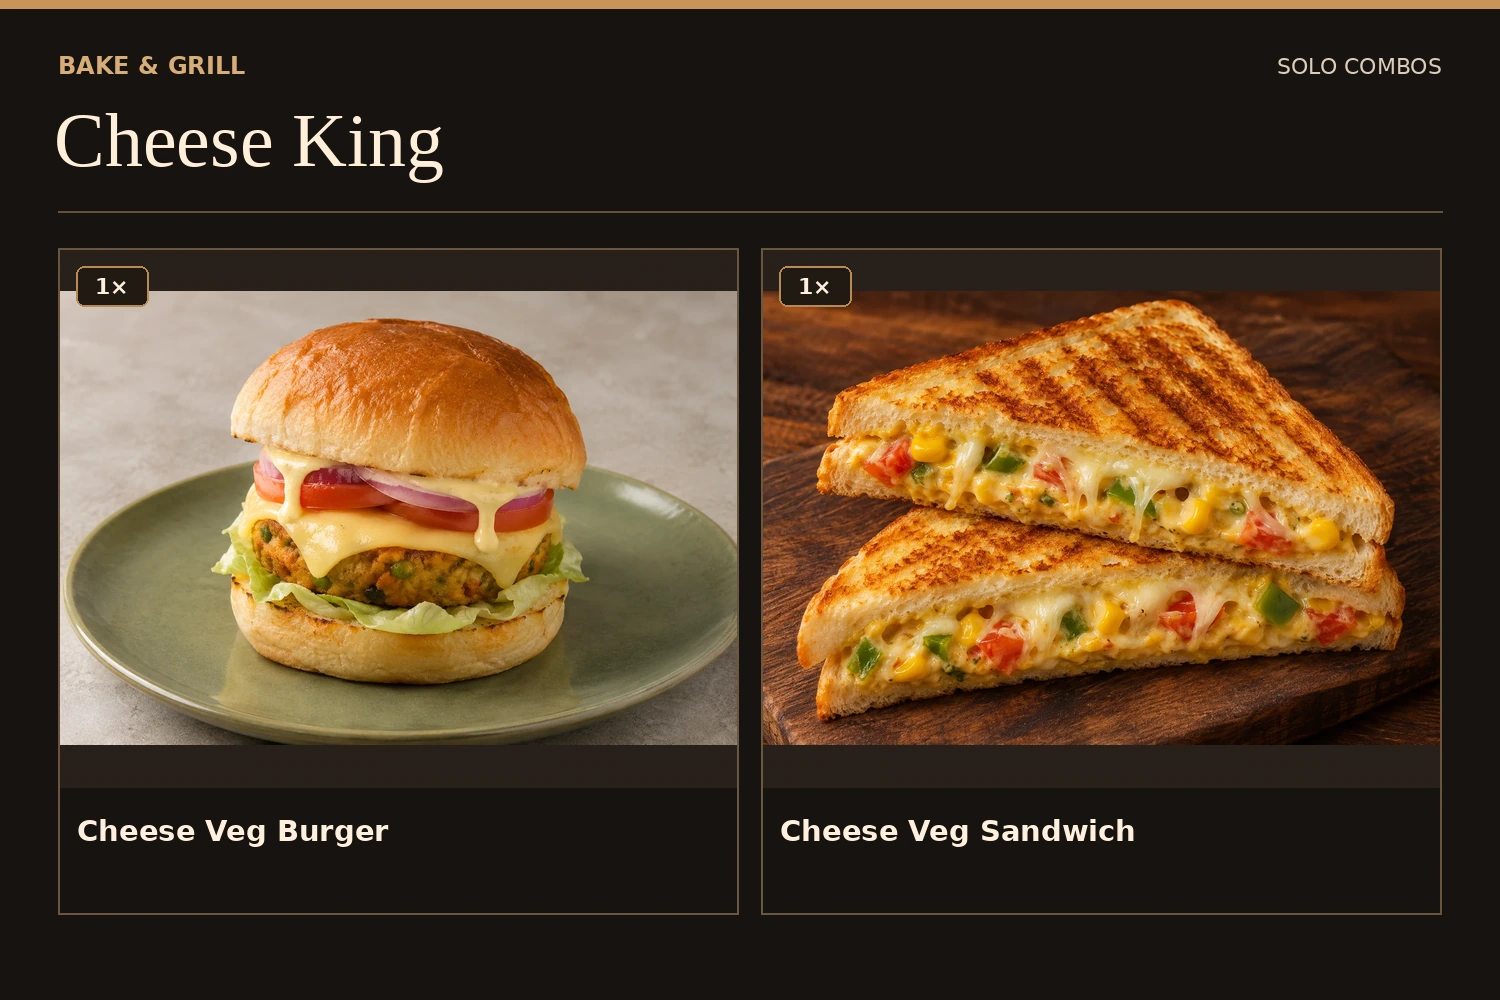 BAKE & GRILL
SOLO COMBOS
Cheese King
1×
1×
Cheese Veg Burger
Cheese Veg Sandwich